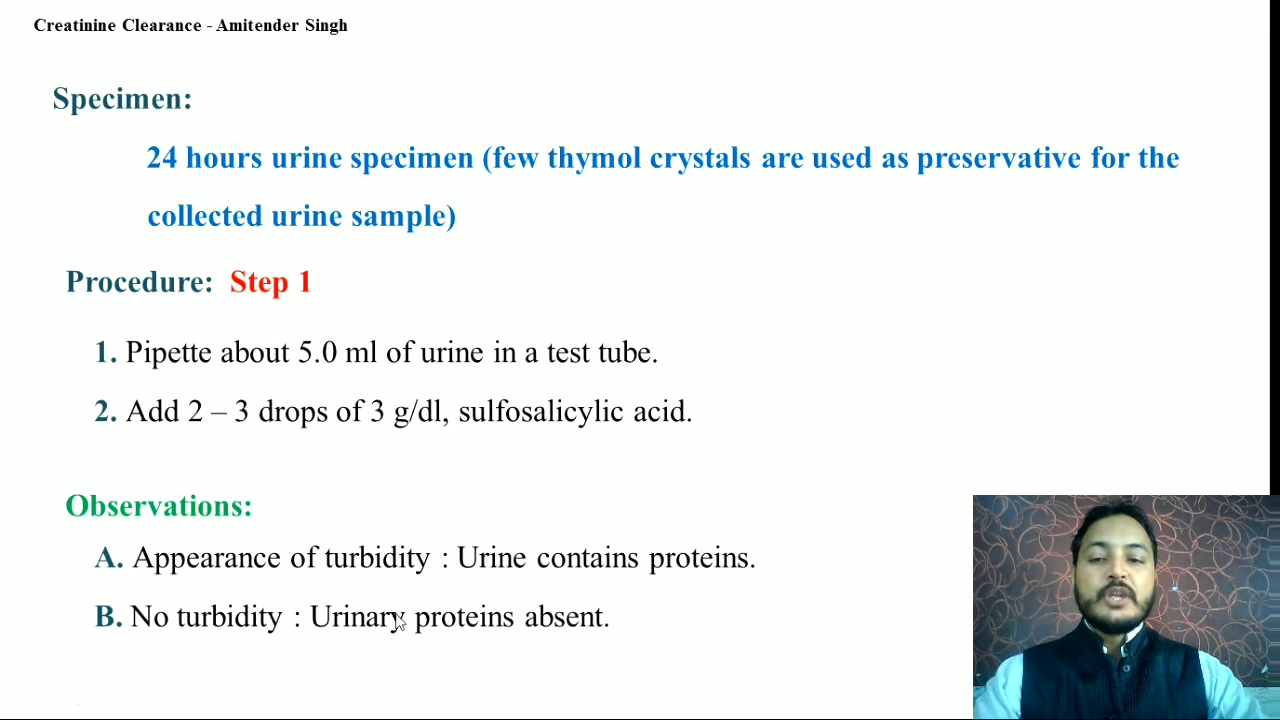 Creatinine Clearance - Amitender Singh
Specimen:
24 hours urine specimen (few thymol crystals are used as preservative for the
collected urine sample)
Procedure: Step 1
1. Pipette about 5.0 ml of urine in a test tube.
2. Add 2 – 3 drops of 3 g/dl, sulfosalicylic acid.
Observations:
A. Appearance of turbidity : Urine contains proteins.
B. No turbidity : Urinary proteins absent.